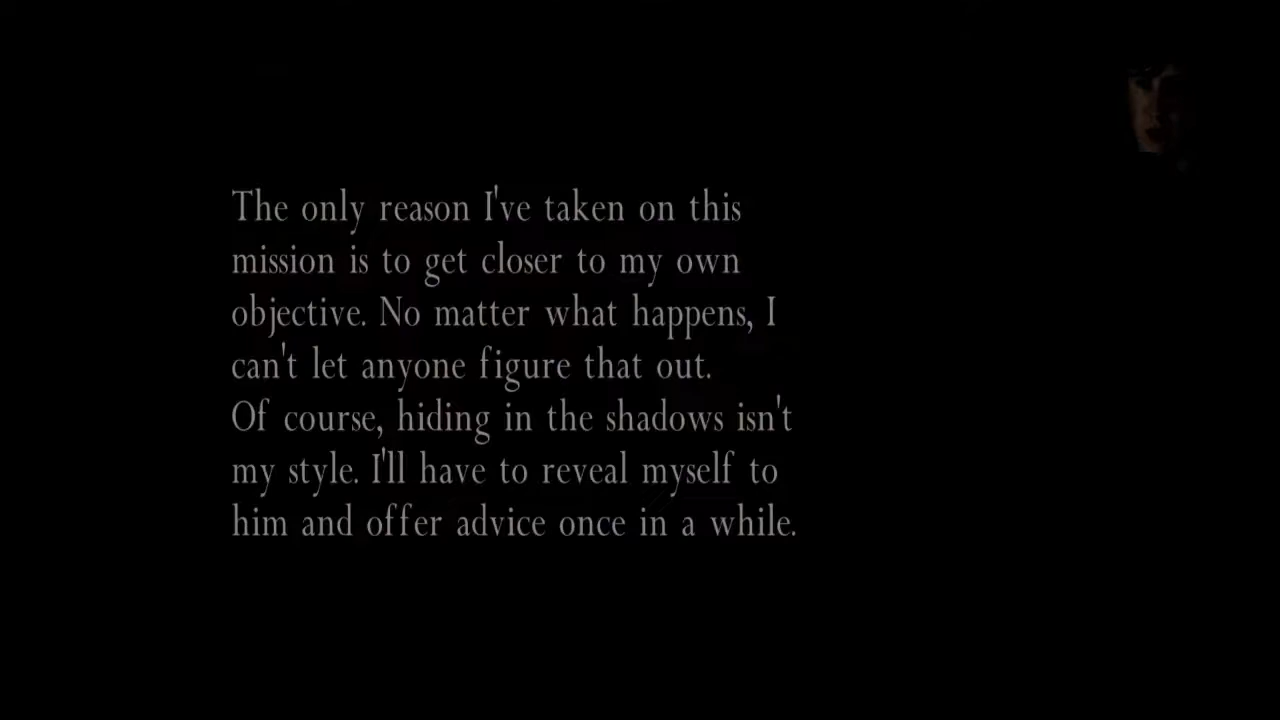 The only reason I've taken on this
mission is to get closer to my own
objective. No matter what happens, I
can't let anyone figure that out.
Of course, hiding in the shadows isn't
my style. I'll have to reveal myself to
him and offer advice once in a while.